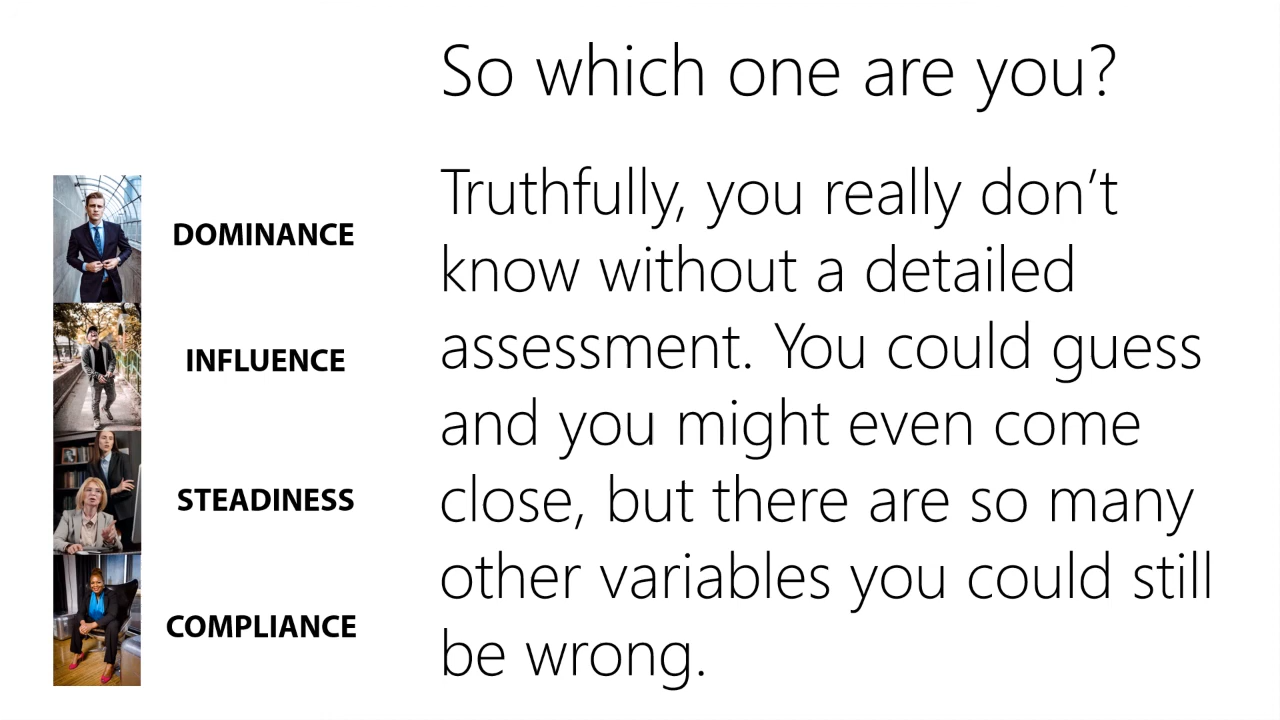 So which one are you?
DOMINANCE
INFLUENCE
STEADINESS
COMPLIANCE
Truthfully, you really don’t
know without a detailed
assessment. You could guess
and you might even come
close, but there are so many
other variables you could still
be wrong.